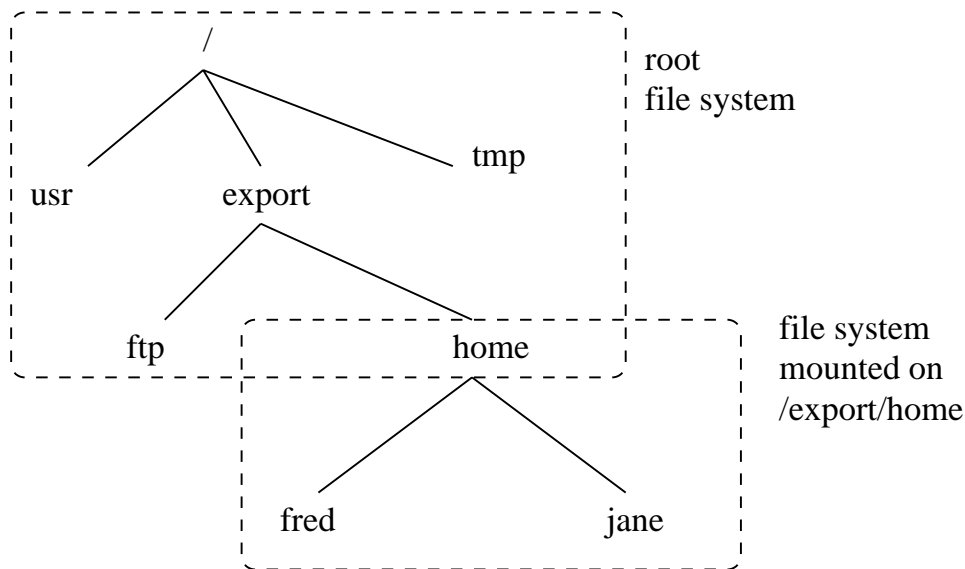 /
root
file system
tmp
usr
export
ftp
home
file system
mounted on
/export/home
fred
jane